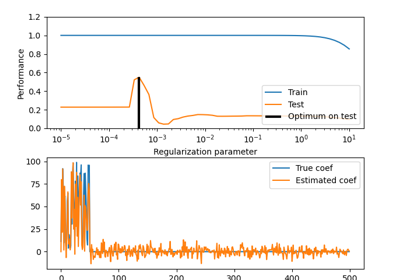 1.2
1.0
0.8
0.6
0.4
0.2
0.0
Performance
Train
Test
Optimum on test
10⁻⁵ 10⁻⁴ 10⁻³ 10⁻² 10⁻¹ 10⁰ 10¹
Regularization parameter
100
75
50
25
0
True coef
Estimated coef
0 100 200 300 400 500